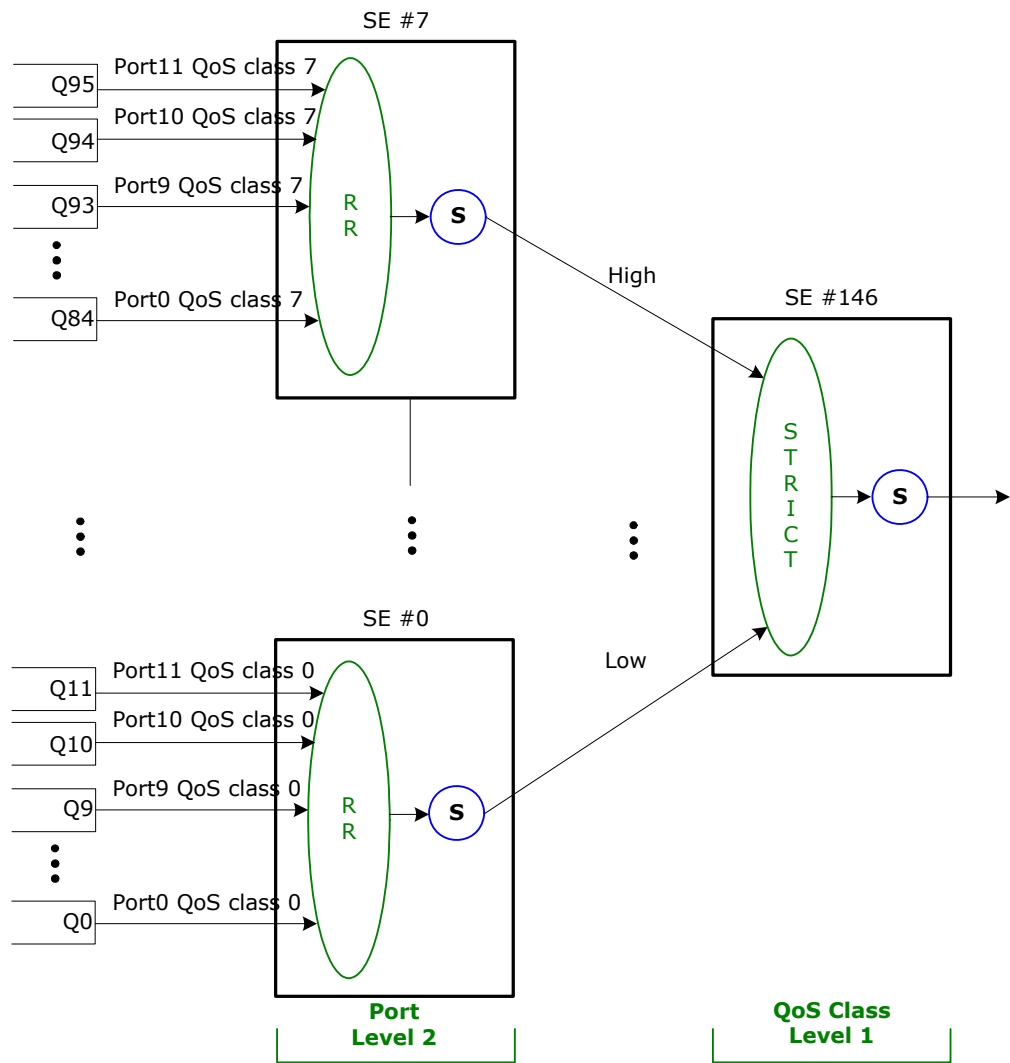 SE #7
Q95 Port11 QoS class 7
Q94 Port10 QoS class 7
Q93 Port9 QoS class 7
Q84 Port0 QoS class 7
R
R
S
High
SE #146
S
T
R
I
C
T
S
SE #0
Low
Q11 Port11 QoS class 0
Q10 Port10 QoS class 0
Q9 Port9 QoS class 0
Q0 Port0 QoS class 0
R
R
S
Port
Level 2
QoS Class
Level 1